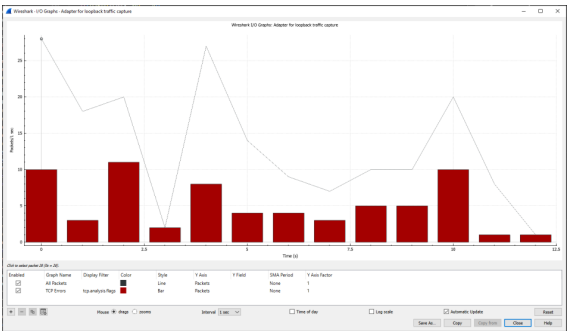 Wireshark · I/O Graphs · Adapter for loopback traffic capture
Wireshark I/O Graphs: Adapter for loopback traffic capture
25
20
15
10
5
0
Packets/1 sec
0 2.5 5 7.5 10 12.5
Time (s)
Click to select packet 28 (0s = 28).
Enabled Graph Name Display Filter Color Style Y Axis Y Field SMA Period Y Axis Factor
All Packets Line Packets None 1
TCP Errors tcp.analysis.flags Bar Packets None 1
+ −
Mouse drags zooms Interval 1 sec Time of day Log scale Automatic Update Reset
Save As... Copy Copy from Close Help